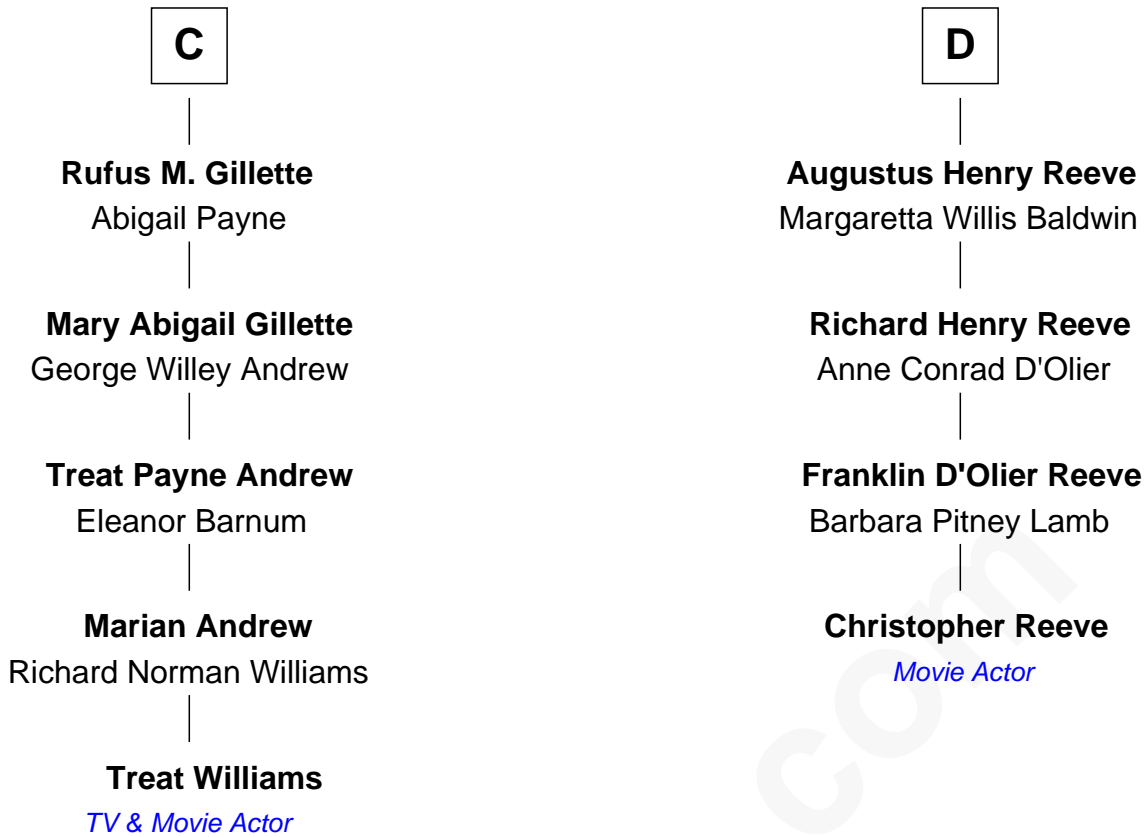 C
Rufus M. Gillette
Abigail Payne
Mary Abigail Gillette
George Willey Andrew
Treat Payne Andrew
Eleanor Barnum
Marian Andrew
Richard Norman Williams
Treat Williams
TV & Movie Actor
D
Augustus Henry Reeve
Margaretta Willis Baldwin
Richard Henry Reeve
Anne Conrad D'Olier
Franklin D'Olier Reeve
Barbara Pitney Lamb
Christopher Reeve
Movie Actor
com